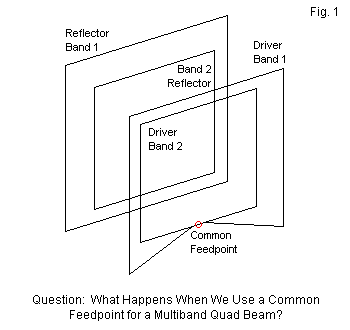 Fig. 1
Reflector
Band 1
Driver
Band 1
Band 2
Reflector
Driver
Band 2
Common
Feedpoint
Question:  What Happens When We Use a Common
Feedpoint for a Multiband Quad Beam?